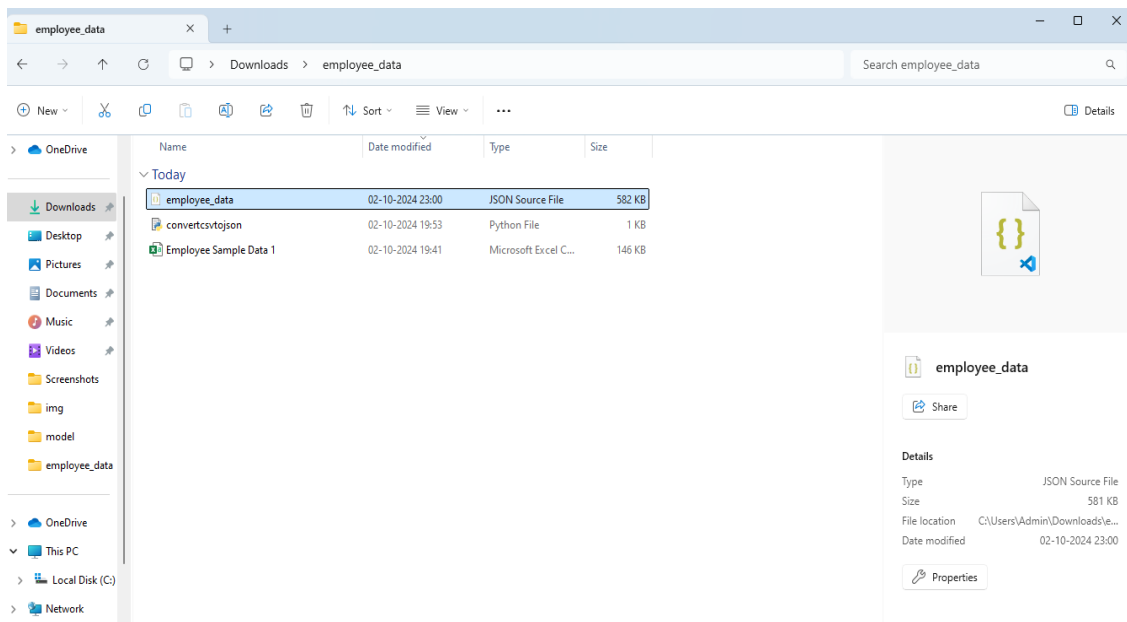 employee_data
Downloads > employee_data
Search employee_data
New
Sort
View
Details
OneDrive
Downloads
Desktop
Pictures
Documents
Music
Videos
Screenshots
img
model
employee_data
OneDrive
This PC
Local Disk (C:)
Network
Name Date modified Type Size
Today
employee_data 02-10-2024 23:00 JSON Source File 582 KB
convertcsvtojson 02-10-2024 19:53 Python File 1 KB
Employee Sample Data 1 02-10-2024 19:41 Microsoft Excel C... 146 KB
employee_data
Share
Details
Type JSON Source File
Size 581 KB
File location C:\Users\Admin\Downloads\e...
Date modified 02-10-2024 23:00
Properties